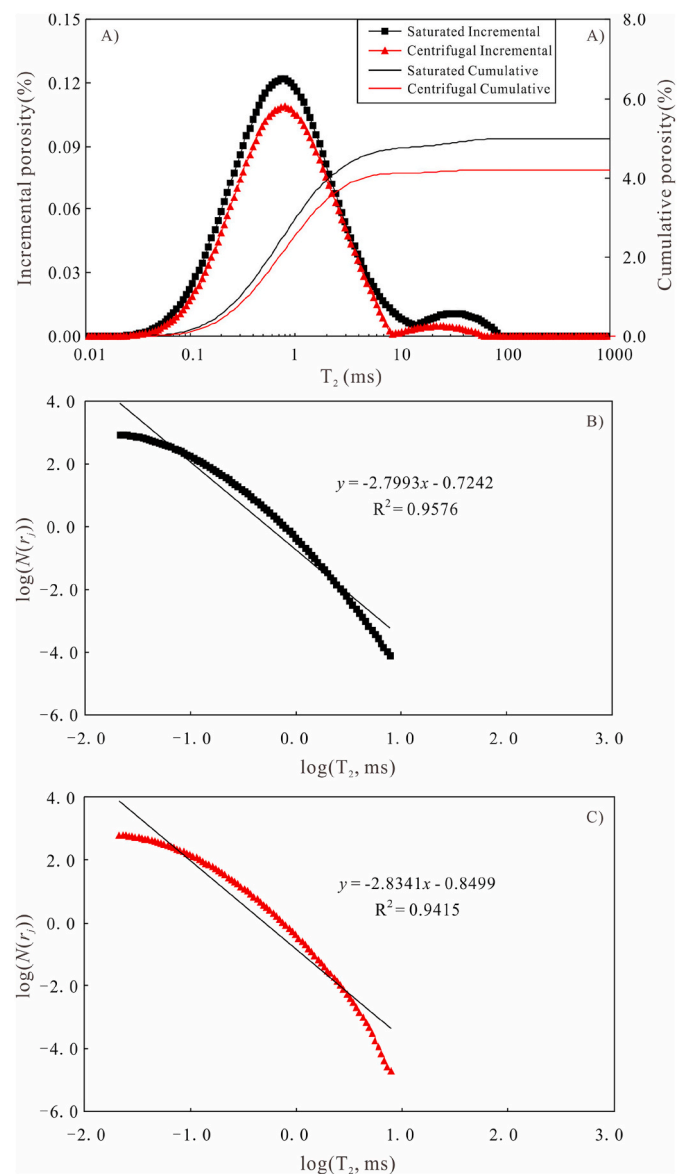 A)
A)
Saturated Incremental
Centrifugal Incremental
Saturated Cumulative
Centrifugal Cumulative
0.15
0.12
0.09
0.06
0.03
0.00
Incremental porosity(%)
8.0
6.0
4.0
2.0
0.0
Cumulative porosity(%)
0.01 0.1 1 10 100 1000
T₂ (ms)
B)
4.0
2.0
0.0
−2.0
−4.0
−6.0
log(N(rⱼ))
y = -2.7993x - 0.7242
R² = 0.9576
−2.0 −1.0 0.0 1.0 2.0 3.0
log(T₂, ms)
C)
4.0
2.0
0.0
−2.0
−4.0
−6.0
log(N(rⱼ))
y = -2.8341x - 0.8499
R² = 0.9415
−2.0 −1.0 0.0 1.0 2.0 3.0
log(T₂, ms)